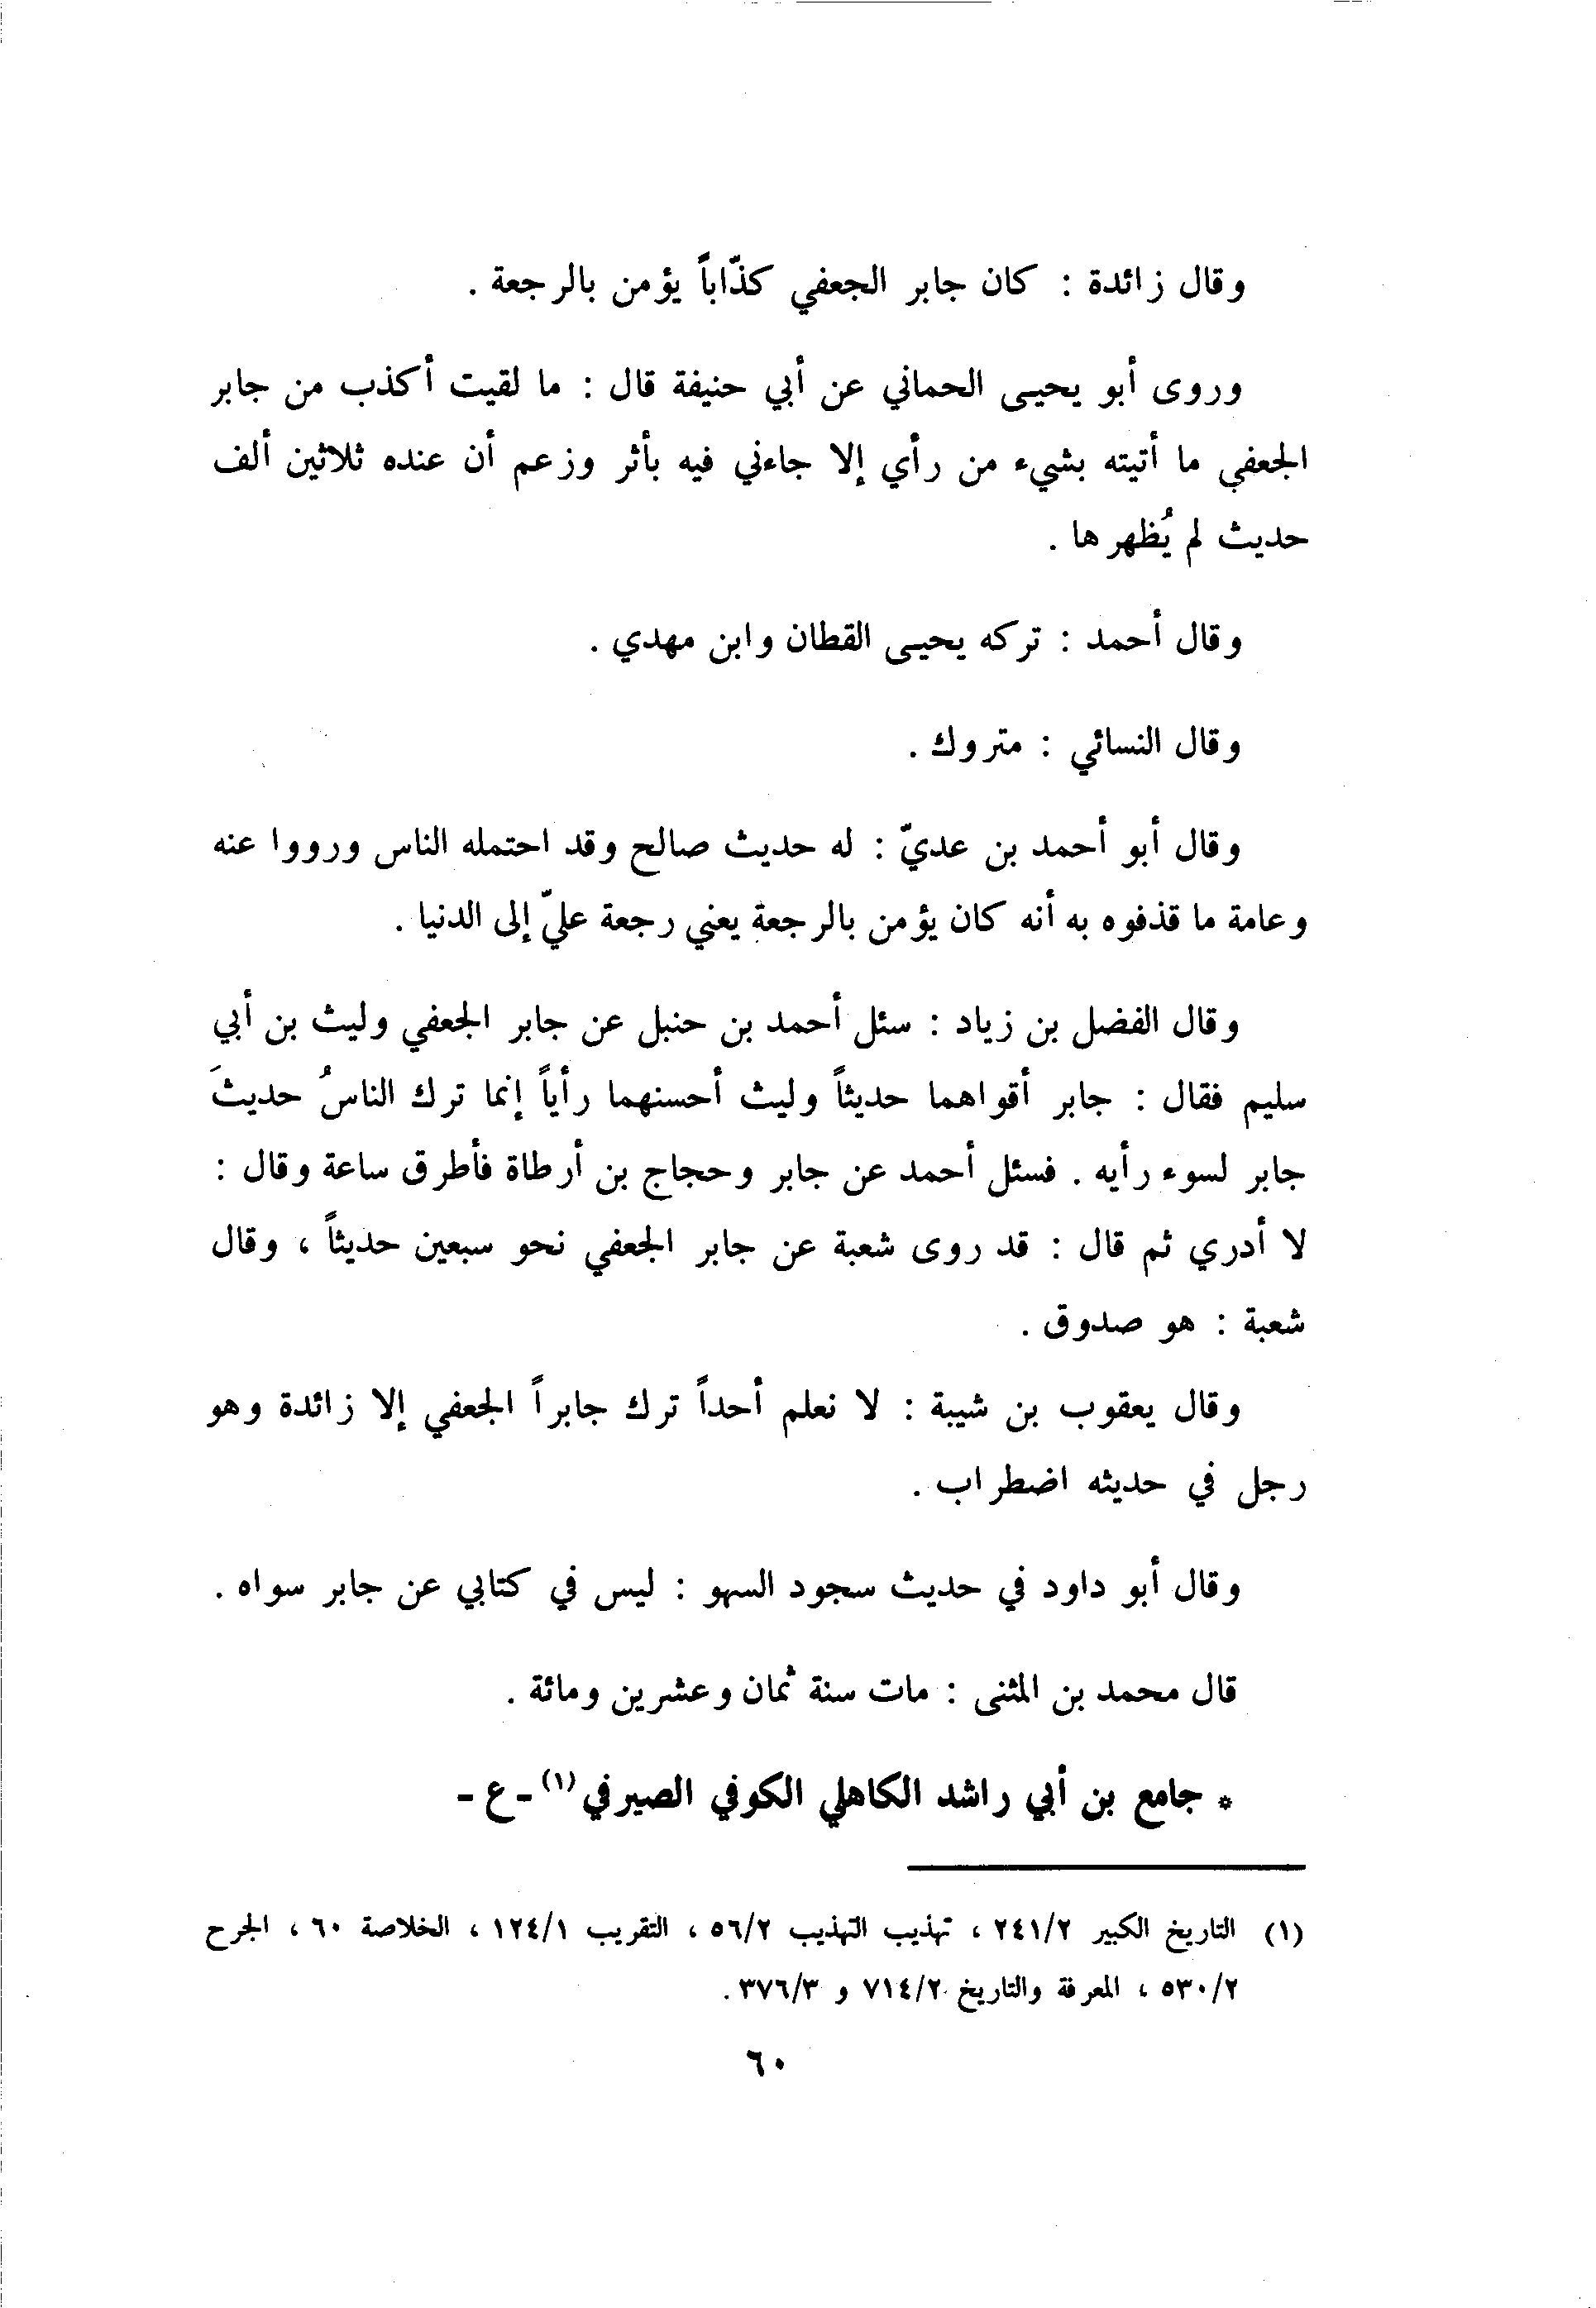 وقال زائدة : كان جابر الجعفي كذّاباً يؤمن بالرجعة .
وروى أبو يحيـى الحماني عن أبي حنيفة قال : ما لقيت أكذب من جابر
الجعفي ما أتيته بشيء من رأي إلا جاءني فيه بأثر وزعم أن عنده ثلاثين ألف
حديث لم يُظهرها .
وقال أحمد : تركه يحيـى القطان وابن مهدي .
وقال النسائي : متروك .
وقال أبو أحمد بن عديّ : له حديث صالح وقد احتمله الناس ورووا عنه
وعامة ما قذفوه به أنه كان يؤمن بالرجعة يعني رجعة عليّ إلى الدنيا .
وقال الفضل بن زياد : سئل أحمد بن حنبل عن جابر الجعفي وليث بن أبي
سليم فقال : جابر أقواهما حديثاً وليث أحسنهما رأياً إنما ترك الناسُ حديثَ
جابر لسوء رأيه . فسئل أحمد عن جابر وحجاج بن أرطاة فأطرق ساعة وقال :
لا أدري ثم قال : قد روى شعبة عن جابر الجعفي نحو سبعين حديثاً ، وقال
شعبة : هو صدوق .
وقال يعقوب بن شيبة : لا نعلم أحداً ترك جابراً الجعفي إلا زائدة وهو
رجل في حديثه اضطراب .
وقال أبو داود في حديث سجود السهو : ليس في كتابي عن جابر سواه .
قال محمد بن المثنى : مات سنة ثمان وعشرين ومائة .
* جامع بن أبي راشد الكاهلي الكوفي الصيرفي (١) - ع -
(١) التاريخ الكبير ٢٤١/٢ ، تهذيب التهذيب ٥٦/٢ ، التقريب ١٢٤/١ ، الخلاصة ٦٠ ، الجرح
٥٣٠/٢ ، المعرفة والتاريخ ٧١٤/٢ و ٣٧٦/٣ .
٦٠